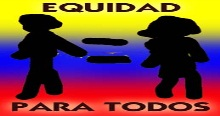 EQUIDAD
=
PARA TODOS